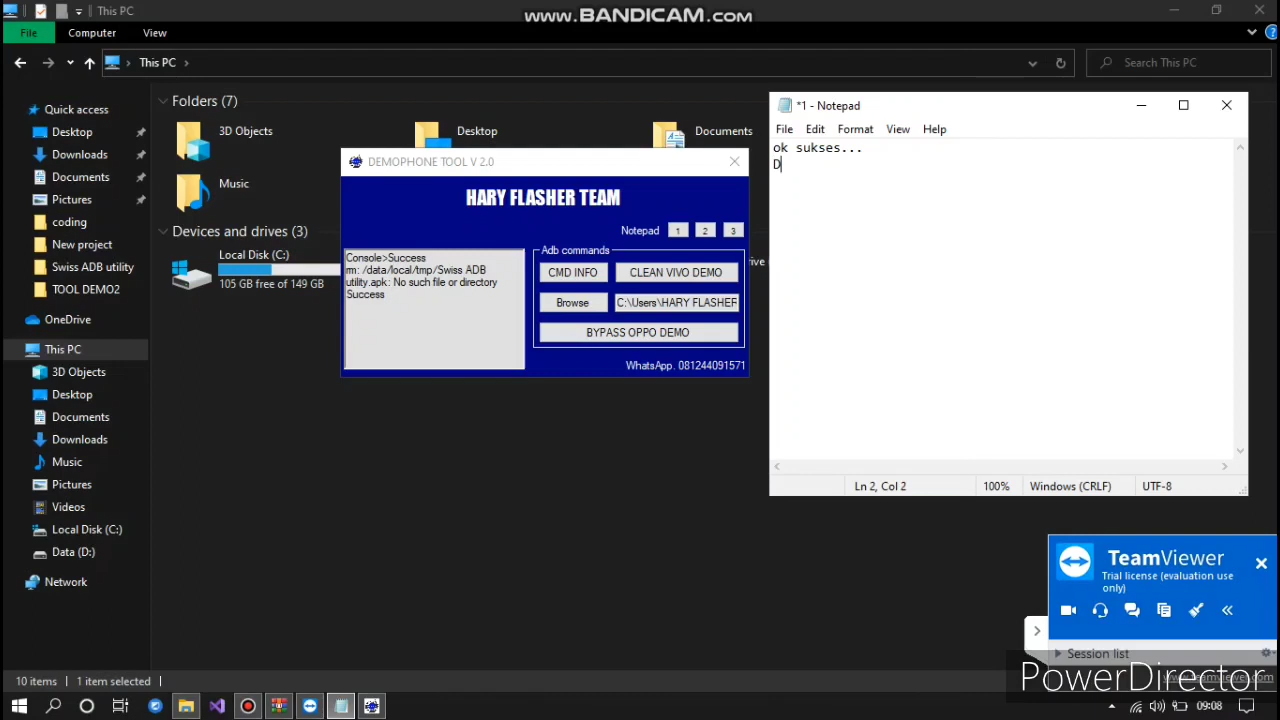 This PC
www.BANDICAM.com
File
Computer
View
This PC
Search This PC
Quick access
Desktop
Downloads
Documents
Pictures
coding
New project
Swiss ADB utility
TOOL DEMO2
OneDrive
This PC
3D Objects
Desktop
Documents
Downloads
Music
Pictures
Videos
Local Disk (C:)
Data (D:)
Network
Folders (7)
3D Objects
Desktop
Documents
Music
Devices and drives (3)
Local Disk (C:)
105 GB free of 149 GB
DEMOPHONE TOOL V 2.0
HARY FLASHER TEAM
Notepad 1 2 3
Console>Success
rm: /data/local/tmp/Swiss ADB
utility.apk: No such file or directory
Success
Adb commands
CMD INFO
CLEAN VIVO DEMO
Browse
C:\Users\HARY FLASHER
BYPASS OPPO DEMO
WhatsApp. 081244091571
*1 - Notepad
File Edit Format View Help
ok sukses...
D
Ln 2, Col 2
100%
Windows (CRLF)
UTF-8
TeamViewer
Trial license (evaluation use
only)
Session list
www.teamviewer.com
PowerDirector
10 items
1 item selected
09:08